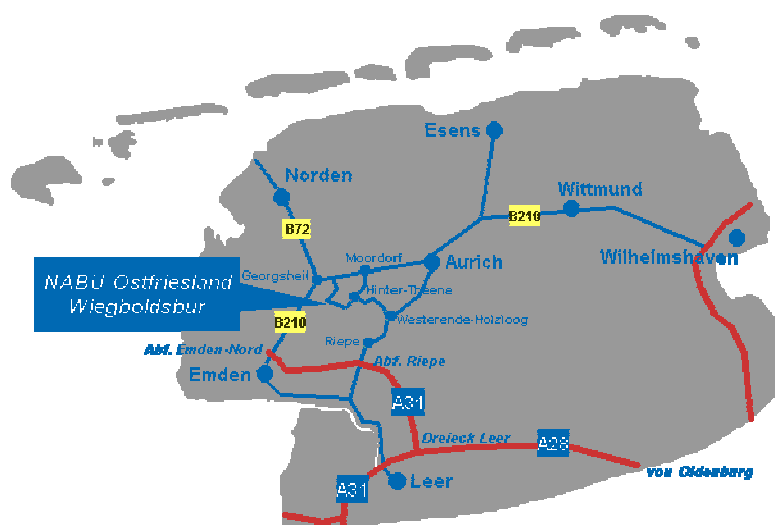 Esens
Norden
Wittmund
B210
B72
Wilhelmshaven
Moordorf
Aurich
Georgsheil
NABU Ostfriesland
Wiegboldsbur
Hinter-Theene
B210
Westerende-Holzloog
Riepe
Abf. Emden-Nord
Abf. Riepe
Emden
A31
Dreieck Leer
A28
von Oldenburg
A31
Leer